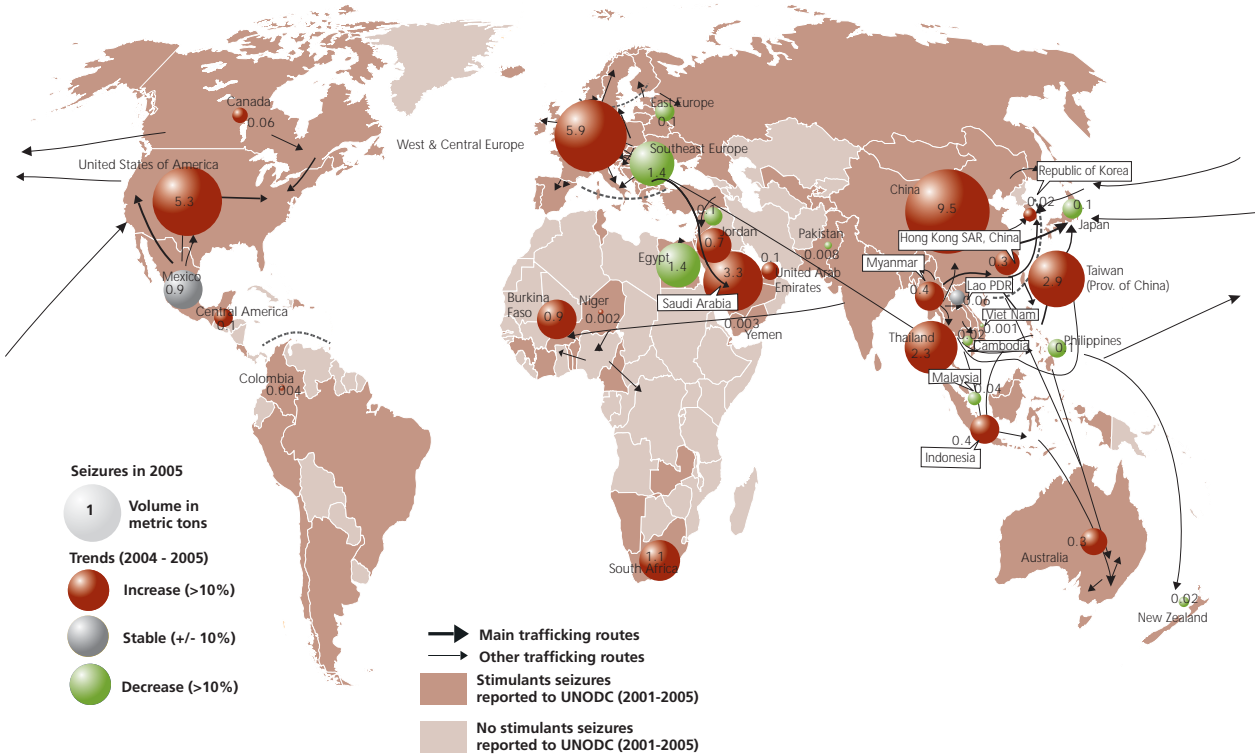 Canada
0.06
United States of America
5.3
Mexico
0.9
Central America
0.1
Colombia
0.004
West & Central Europe
5.9
East Europe
0.1
Southeast Europe
1.4
0.1
Jordan
0.7
Egypt
1.4
3.3
Saudi Arabia
0.1
United Arab
Emirates
Pakistan
0.008
0.003
Yemen
Burkina
Faso
0.9
Niger
0.002
1.1
South Africa
China
9.5
Republic of Korea
0.02
0.1
Japan
Hong Kong SAR, China
0.3
Myanmar
0.4
Lao PDR
0.06
Taiwan
(Prov. of China)
2.9
Viet Nam
0.001
0.02
Cambodia
Thailand
2.3
Philippines
Malaysia
0.04
0.4
Indonesia
0.3
Australia
0.02
New Zealand
Seizures in 2005
1
Volume in
metric tons
Trends (2004 - 2005)
Increase (>10%)
Stable (+/- 10%)
Decrease (>10%)
Main trafficking routes
Other trafficking routes
Stimulants seizures
reported to UNODC (2001-2005)
No stimulants seizures
reported to UNODC (2001-2005)